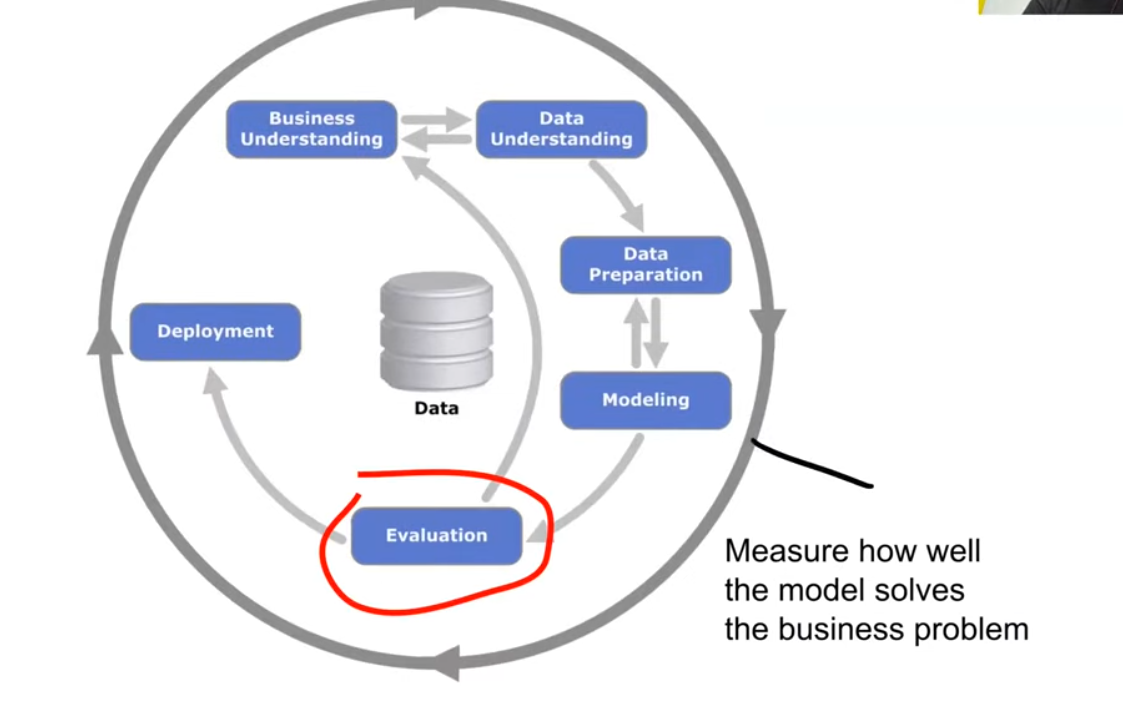 Business
Understanding
Data
Understanding
Data
Preparation
Deployment
Data
Modeling
Evaluation
Measure how well
the model solves
the business problem